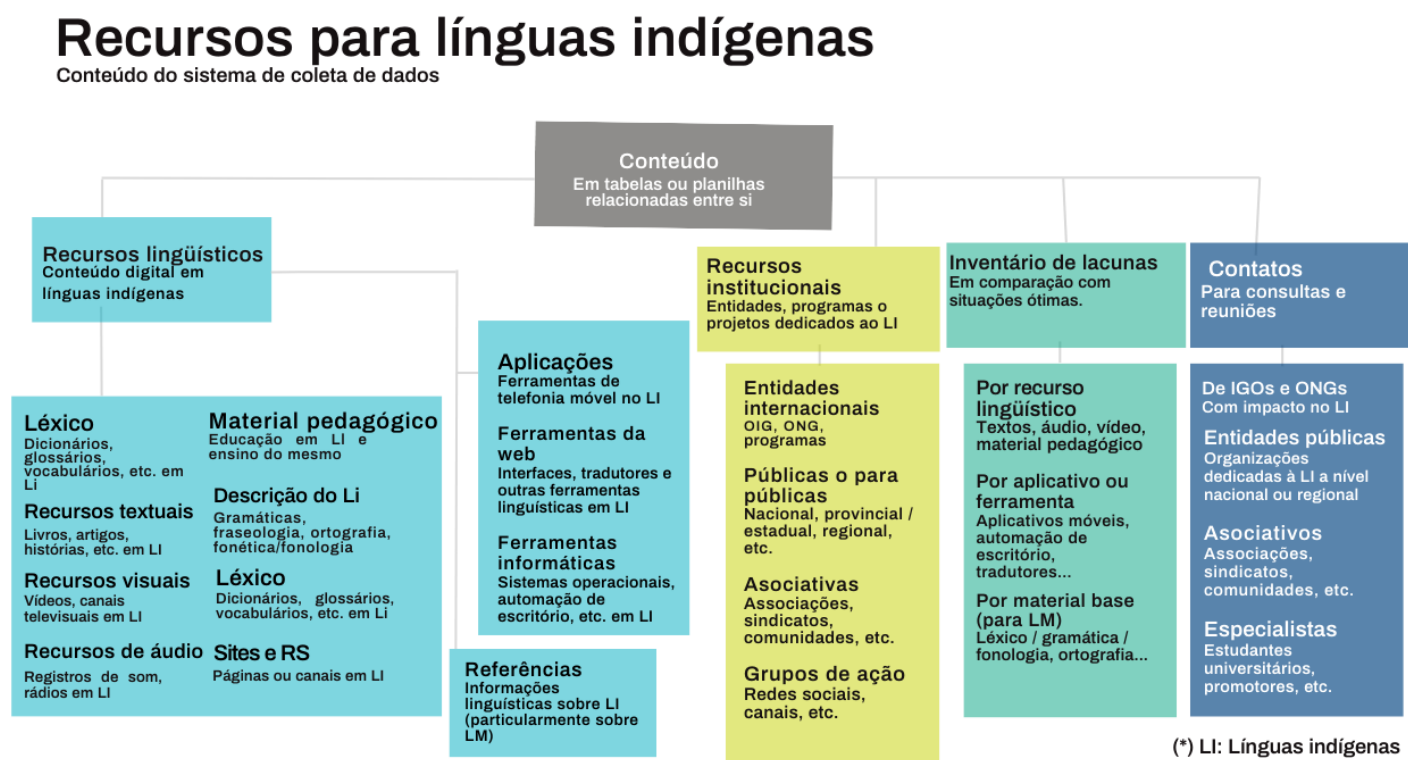 Recursos para línguas indígenas
Conteúdo do sistema de coleta de dados
Conteúdo
Em tabelas ou planilhas
relacionadas entre si
Recursos lingüísticos
Conteúdo digital em
línguas indígenas
Léxico
Dicionários,
glossários,
vocabulários, etc. em
Li
Recursos textuais
Livros, artigos,
histórias, etc. em LI
Recursos visuais
Vídeos, canais
televisuais em LI
Recursos de áudio
Registros de som,
rádios em LI
Material pedagógico
Educação em LI e
ensino do mesmo
Descrição do Li
Gramáticas,
fraseologia, ortografia,
fonética/fonologia
Léxico
Dicionários, glossários,
vocabulários, etc. em Li
Sites e RS
Páginas ou canais em LI
Aplicações
Ferramentas de
telefonia móvel no LI
Ferramentas da
web
Interfaces, tradutores e
outras ferramentas
linguísticas em LI
Ferramentas
informáticas
Sistemas operacionais,
automação de
escritório, etc. em LI
Referências
Informações
linguísticas sobre LI
(particularmente sobre
LM)
Recursos
institucionais
Entidades, programas o
projetos dedicados ao LI
Entidades
internacionais
OIG, ONG,
programas
Públicas o para
públicas
Nacional, provincial /
estadual, regional,
etc.
Asociativas
Associações,
sindicatos,
comunidades, etc.
Grupos de ação
Redes sociais,
canais, etc.
Inventário de lacunas
Em comparação com
situações ótimas.
Por recurso
lingüístico
Textos, áudio, vídeo,
material pedagógico
Por aplicativo ou
ferramenta
Aplicativos móveis,
automação de
escritório,
tradutores...
Por material base
(para LM)
Léxico / gramática /
fonologia, ortografia...
Contatos
Para consultas e
reuniões
De IGOs e ONGs
Com impacto no LI
Entidades públicas
Organizações
dedicadas à LI a nível
nacional ou regional
Asociativos
Associações,
sindicatos,
comunidades, etc.
Especialistas
Estudantes
universitários,
promotores, etc.
(*) LI: Línguas indígenas